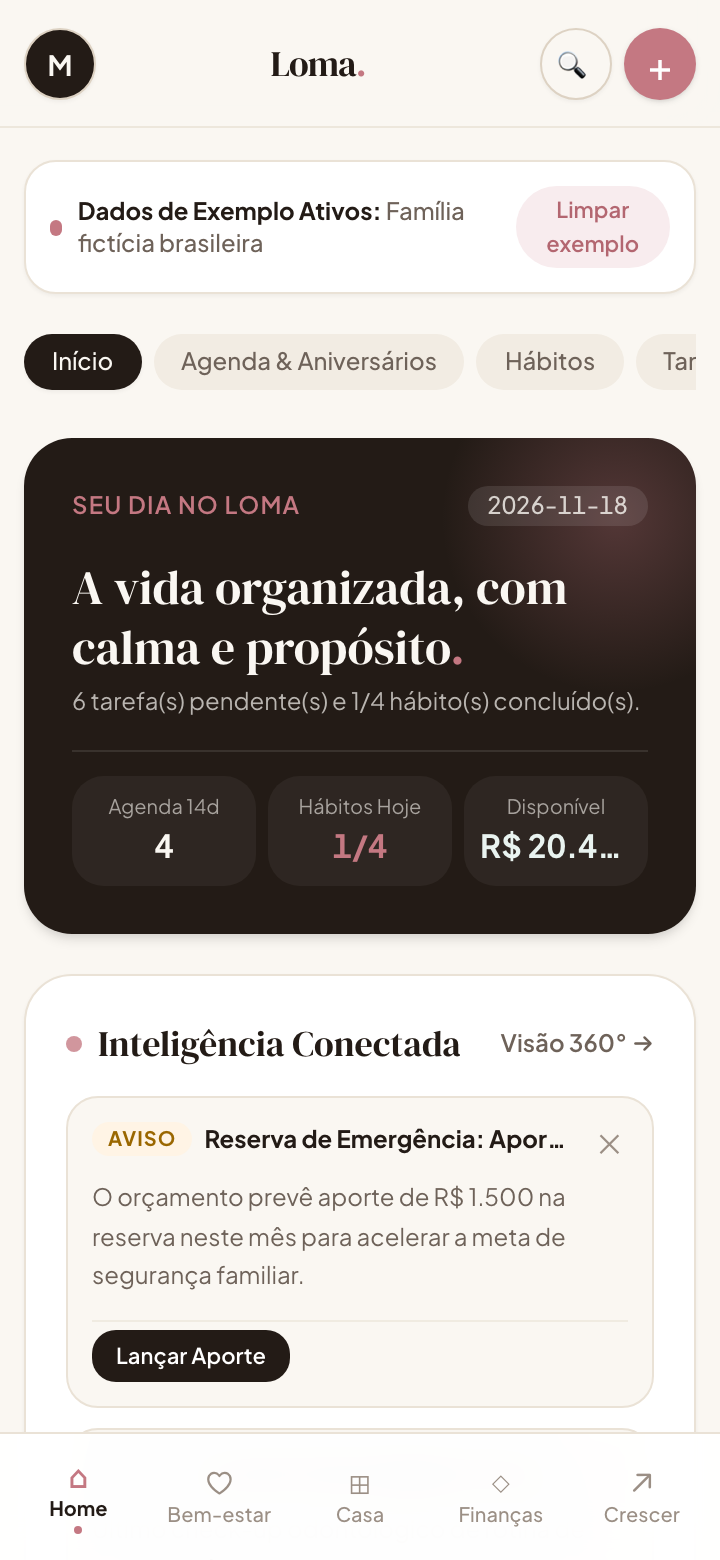 M
Loma.
+
Dados de Exemplo Ativos: Família
fictícia brasileira
Limpar
exemplo
Início
Agenda & Aniversários
Hábitos
Tar
SEU DIA NO LOMA
2026-11-18
A vida organizada, com
calma e propósito.
6 tarefa(s) pendente(s) e 1/4 hábito(s) concluído(s).
Agenda 14d
4
Hábitos Hoje
1/4
Disponível
R$ 20.4…
Inteligência Conectada
Visão 360° →
AVISO
Reserva de Emergência: Apor…
O orçamento prevê aporte de R$ 1.500 na
reserva neste mês para acelerar a meta de
segurança familiar.
Lançar Aporte
Home
Bem-estar
Casa
Finanças
Crescer